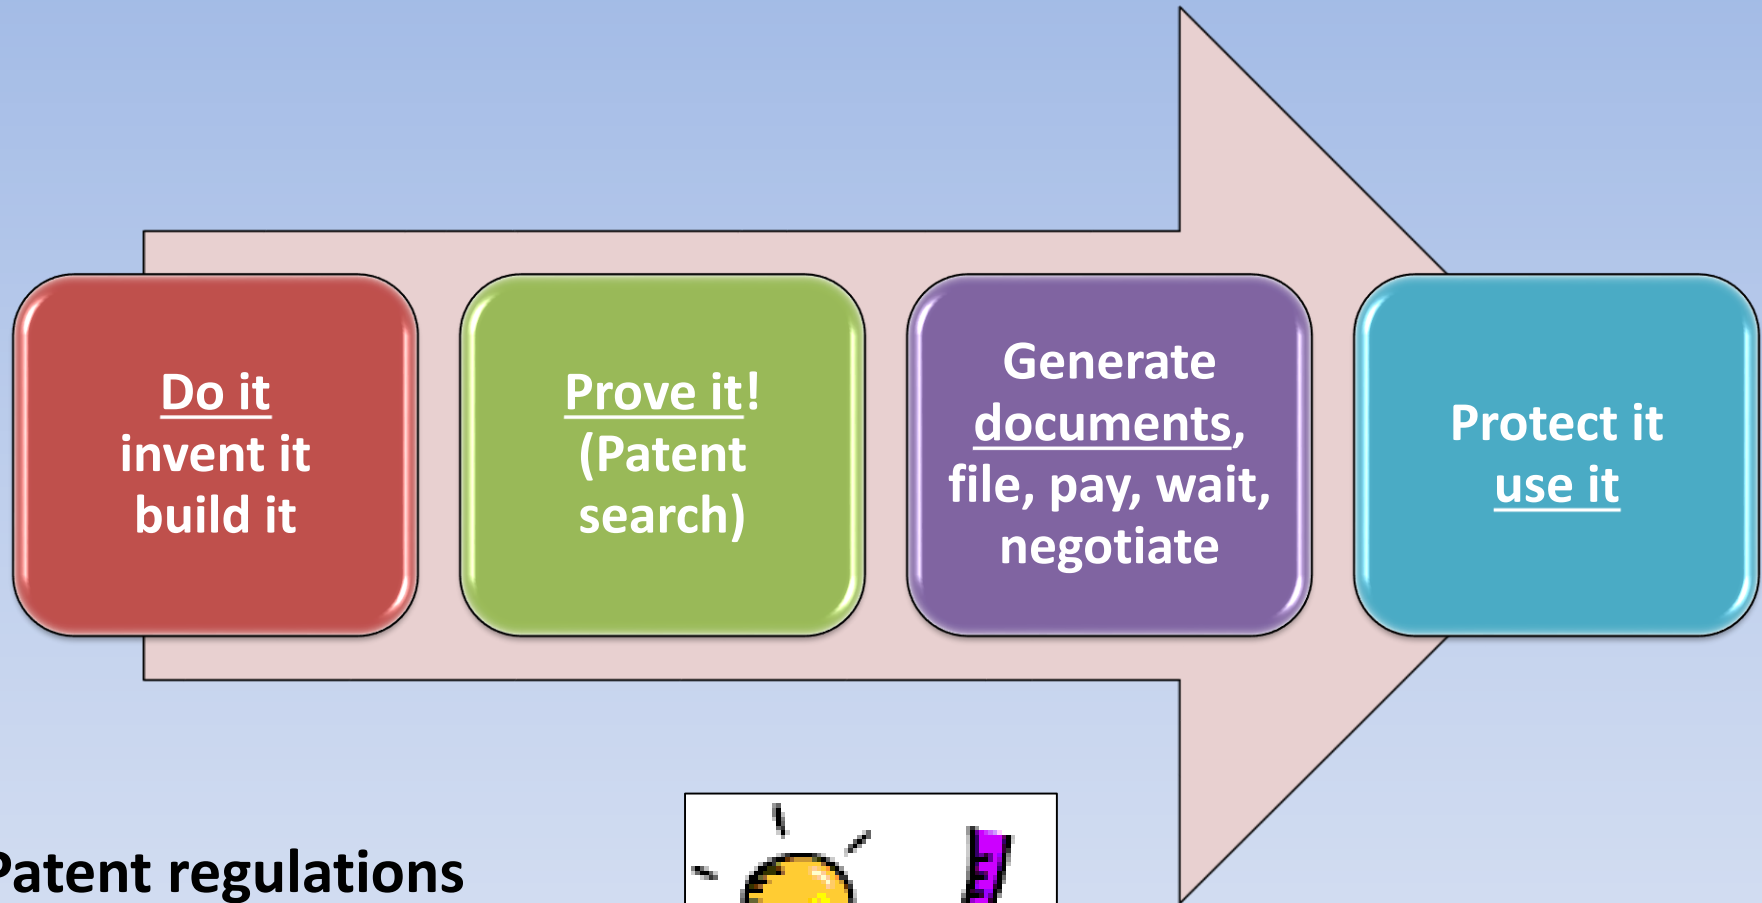 Do it
invent it
build it
Prove it!
(Patent
search)
Generate
documents,
file, pay, wait,
negotiate
Protect it
use it
Patent regulations